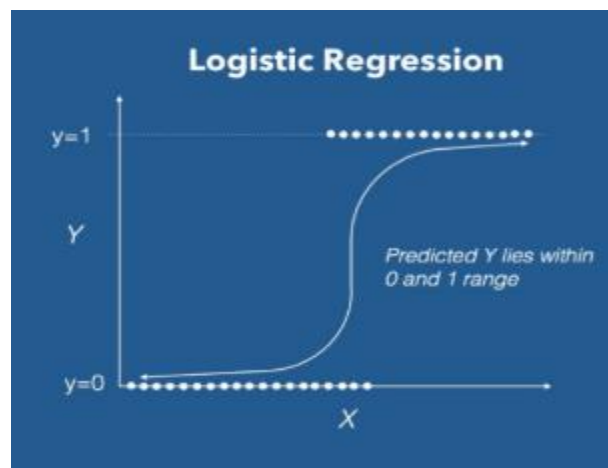 Logistic Regression
y=1
Y
Predicted Y lies within
0 and 1 range
y=0
X